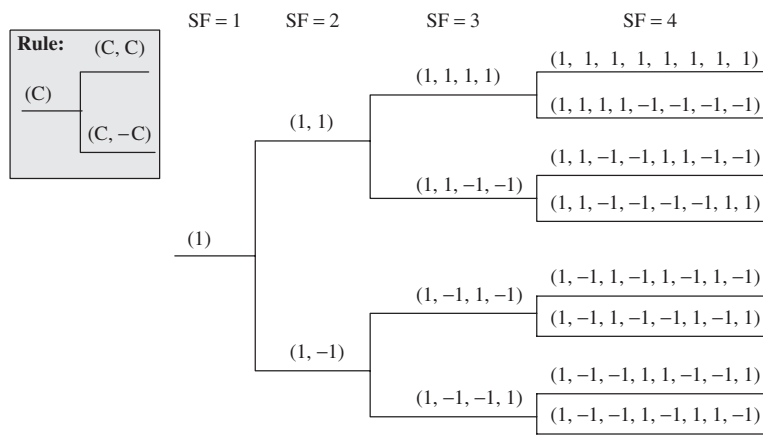 SF = 1 SF = 2 SF = 3 SF = 4
Rule: (C, C)
(C)
(C, −C)
(1)
(1, 1)
(1, −1)
(1, 1, 1, 1)
(1, 1, −1, −1)
(1, −1, 1, −1)
(1, −1, −1, 1)
(1, 1, 1, 1, 1, 1, 1, 1)
(1, 1, 1, 1, −1, −1, −1, −1)
(1, 1, −1, −1, 1, 1, −1, −1)
(1, 1, −1, −1, −1, −1, 1, 1)
(1, −1, 1, −1, 1, −1, 1, −1)
(1, −1, 1, −1, −1, 1, −1, 1)
(1, −1, −1, 1, 1, −1, −1, 1)
(1, −1, −1, 1, −1, 1, 1, −1)